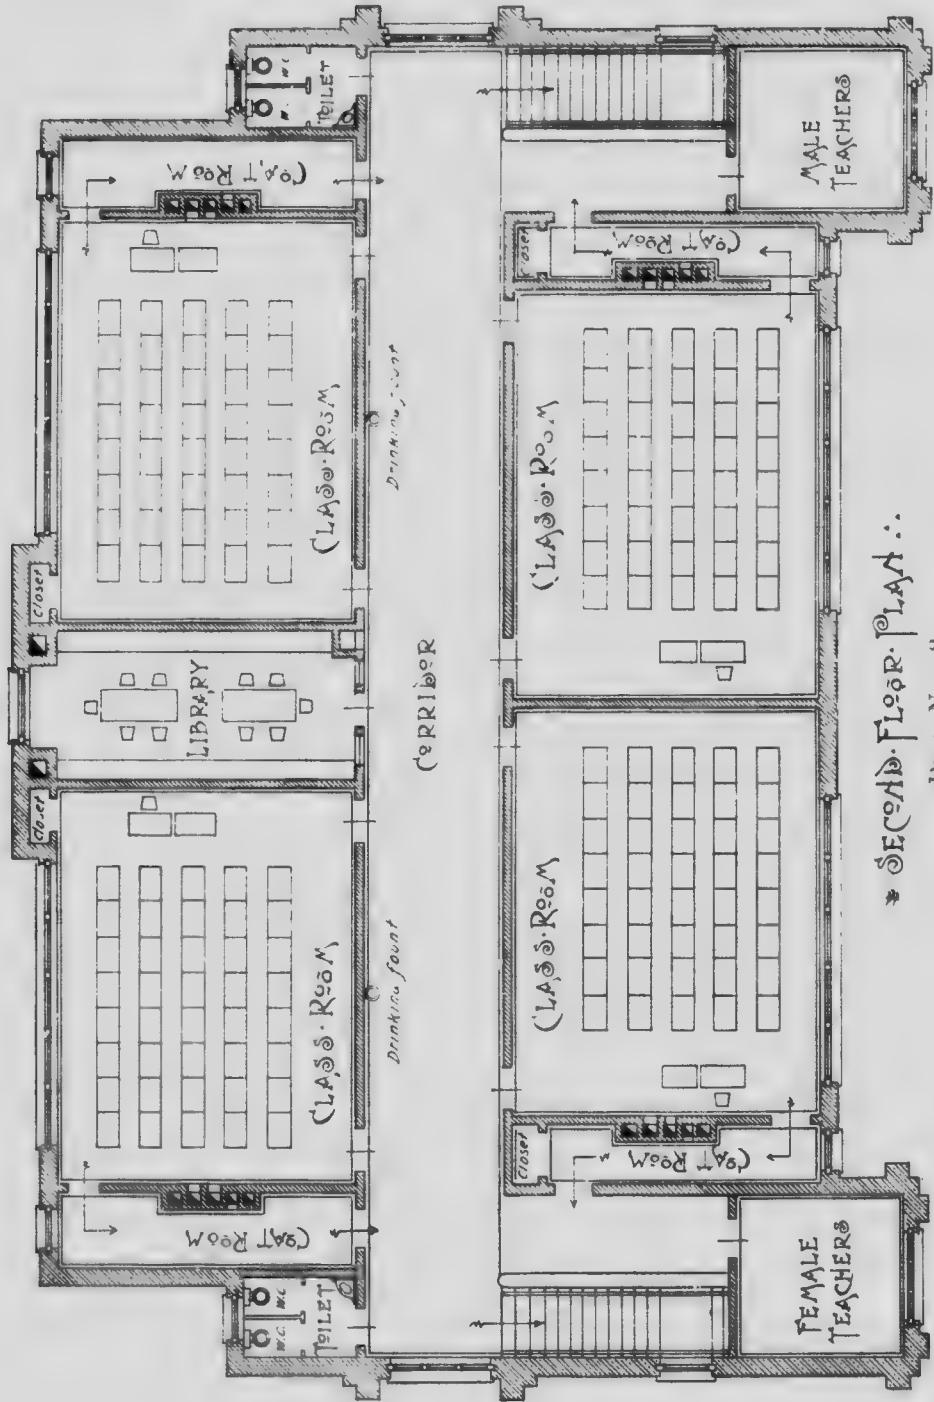 W.C.
W.C.
TOILET
COAT ROOM
CLASS·ROOM
Closet
LIBRARY
Closet
CLASS·ROOM
COAT ROOM
W.C.
W.C.
TOILET
Drinking fount
CORRIDOR
Drinking fount
FEMALE
TEACHERS
Closet
COAT ROOM
CLASS·ROOM
CLASS·ROOM
Closet
COAT ROOM
MALE
TEACHERS
* SECOND·FLOOR·PLAN∴